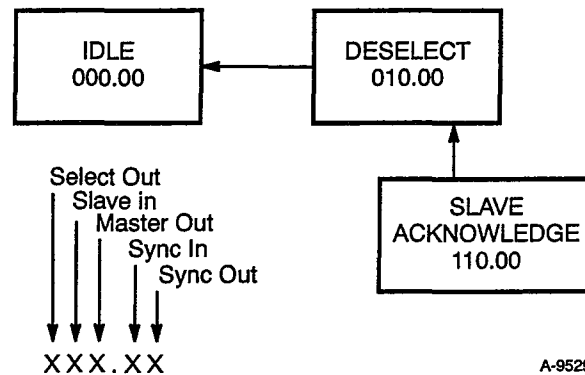 IDLE
000.00
DESELECT
010.00
SLAVE
ACKNOWLEDGE
110.00
Select Out
Slave in
Master Out
Sync In
Sync Out
XXX.XX
A-9529